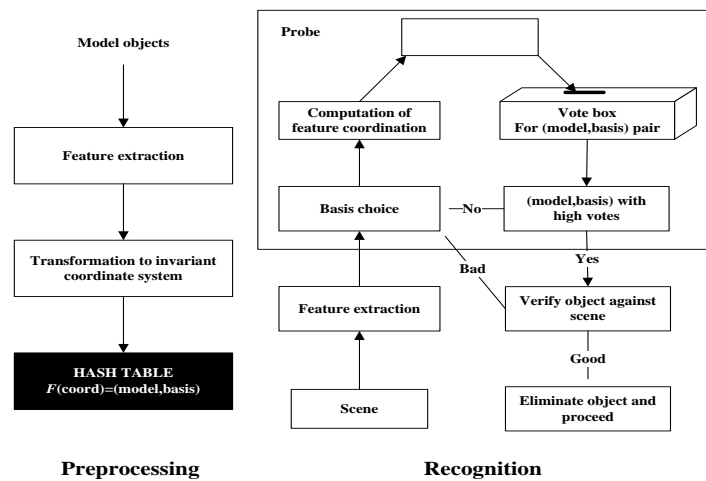 Model objects
Feature extraction
Transformation to invariant
coordinate system
HASH TABLE
F(coord)=(model,basis)
Preprocessing
Probe
Computation of
feature coordination
Vote box
For (model,basis) pair
Basis choice
No
(model,basis) with
high votes
Yes
Bad
Feature extraction
Verify object against
scene
Good
Scene
Eliminate object and
proceed
Recognition